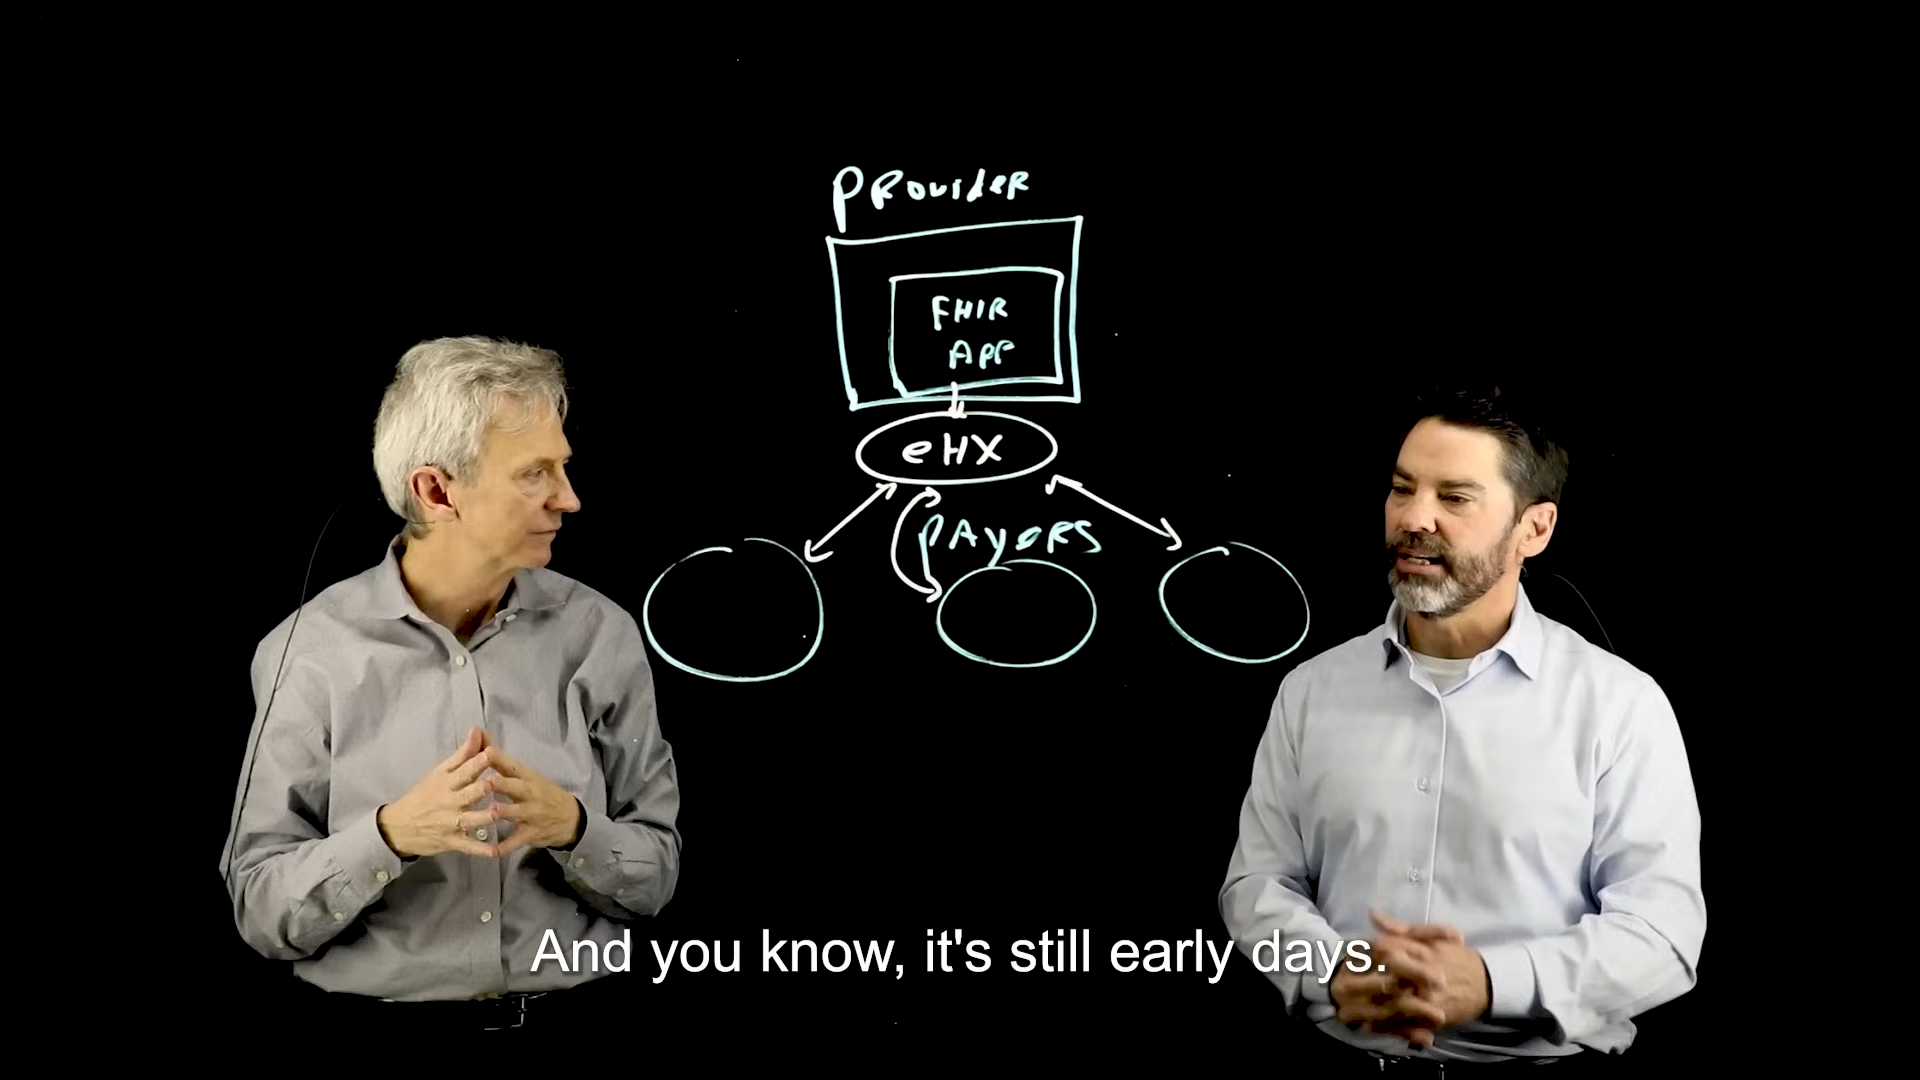 PROVIDER
FHIR
APP
eHX
PAYORS
And you know, it's still early days.